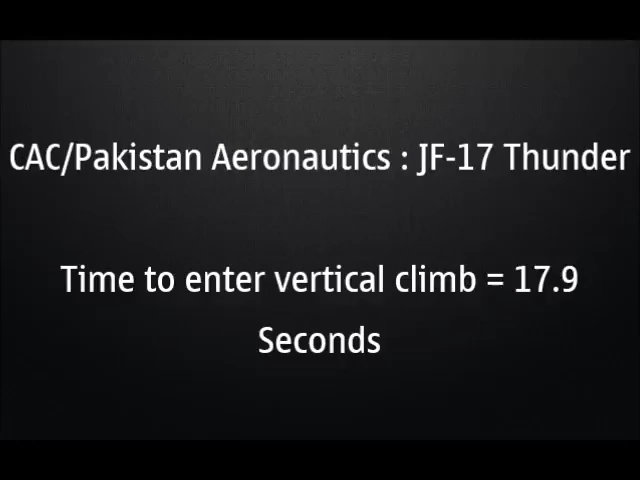 CAC/Pakistan Aeronautics : JF-17 Thunder
Time to enter vertical climb = 17.9
Seconds